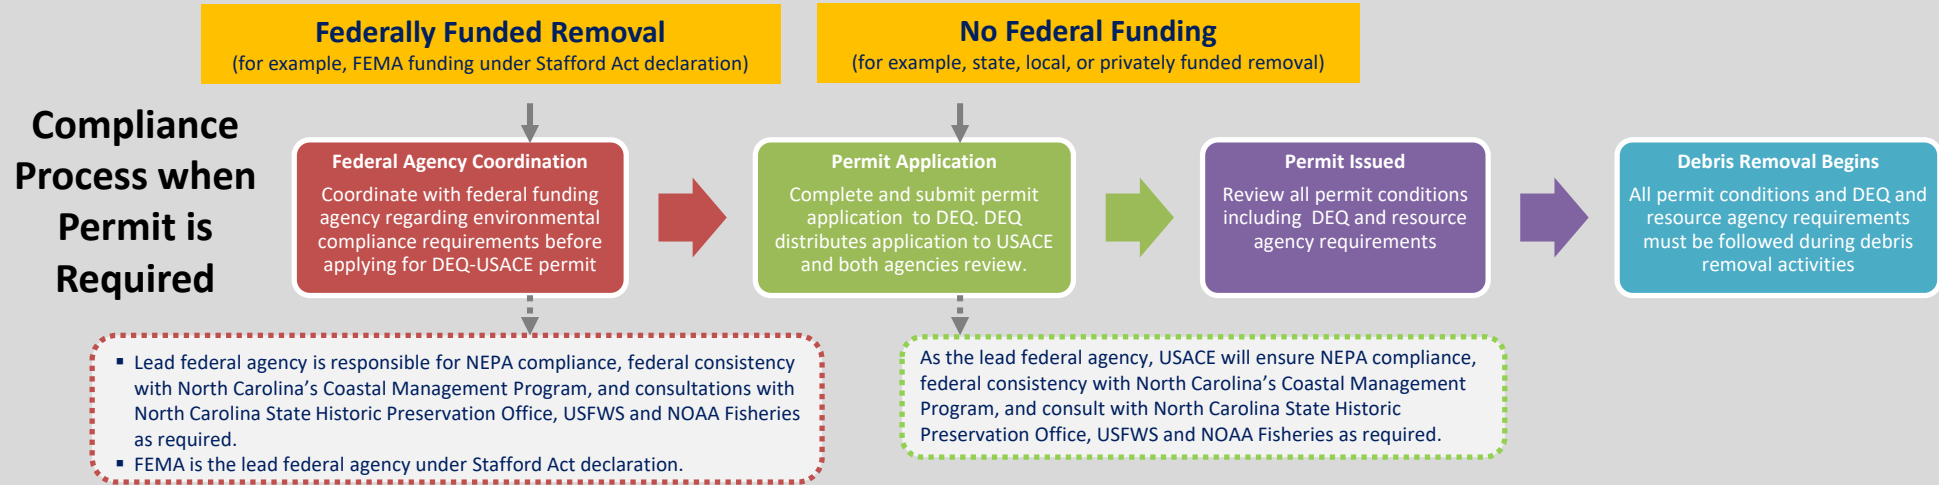 Federally Funded Removal
(for example, FEMA funding under Stafford Act declaration)
No Federal Funding
(for example, state, local, or privately funded removal)
Compliance
Process when
Permit is
Required
Federal Agency Coordination
Coordinate with federal funding
agency regarding environmental
compliance requirements before
applying for DEQ-USACE permit
Permit Application
Complete and submit permit
application to DEQ. DEQ
distributes application to USACE
and both agencies review.
Permit Issued
Review all permit conditions
including DEQ and resource
agency requirements
Debris Removal Begins
All permit conditions and DEQ and
resource agency requirements
must be followed during debris
removal activities
▪ Lead federal agency is responsible for NEPA compliance, federal consistency
with North Carolina’s Coastal Management Program, and consultations with
North Carolina State Historic Preservation Office, USFWS and NOAA Fisheries
as required.
▪ FEMA is the lead federal agency under Stafford Act declaration.
As the lead federal agency, USACE will ensure NEPA compliance,
federal consistency with North Carolina’s Coastal Management
Program, and consult with North Carolina State Historic
Preservation Office, USFWS and NOAA Fisheries as required.